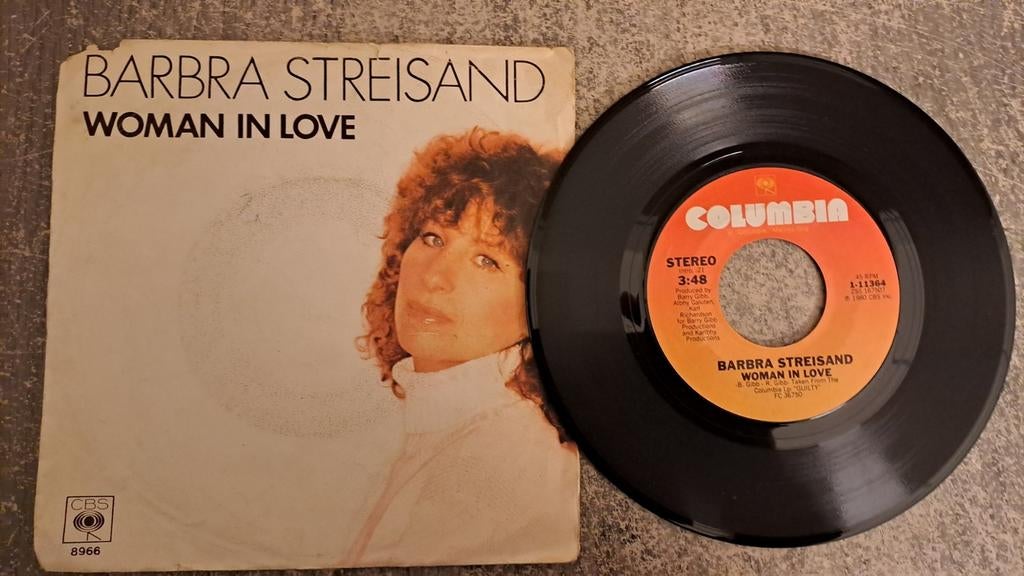 BARBRA STREISAND
WOMAN IN LOVE
CBS
8966
COLUMBIA
STEREO
Intro. :21
3:48
Produced by
Barry Gibb,
Albhy Galuten,
Karl
Richardson
for Barry Gibb
Productions
and Karlbhy
Productions
45 RPM
1-11364
℗ 1980 CBS Inc.
BARBRA STREISAND
WOMAN IN LOVE
-B. Gibb - R. Gibb- Taken From The
Columbia Lp "GUILTY"
FC 36750